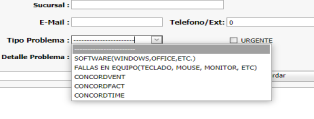 Sucursal :
E-Mail : Telefono/Ext: 0
Tipo Problema : -------------------- URGENTE
--------------------
Detalle Problema :
SOFTWARE(WINDOWS,OFFICE,ETC.)
FALLAS EN EQUIPO(TECLADO, MOUSE, MONITOR, ETC)
CONCORDVENT
CONCORDFACT
CONCORDTIME
rdar